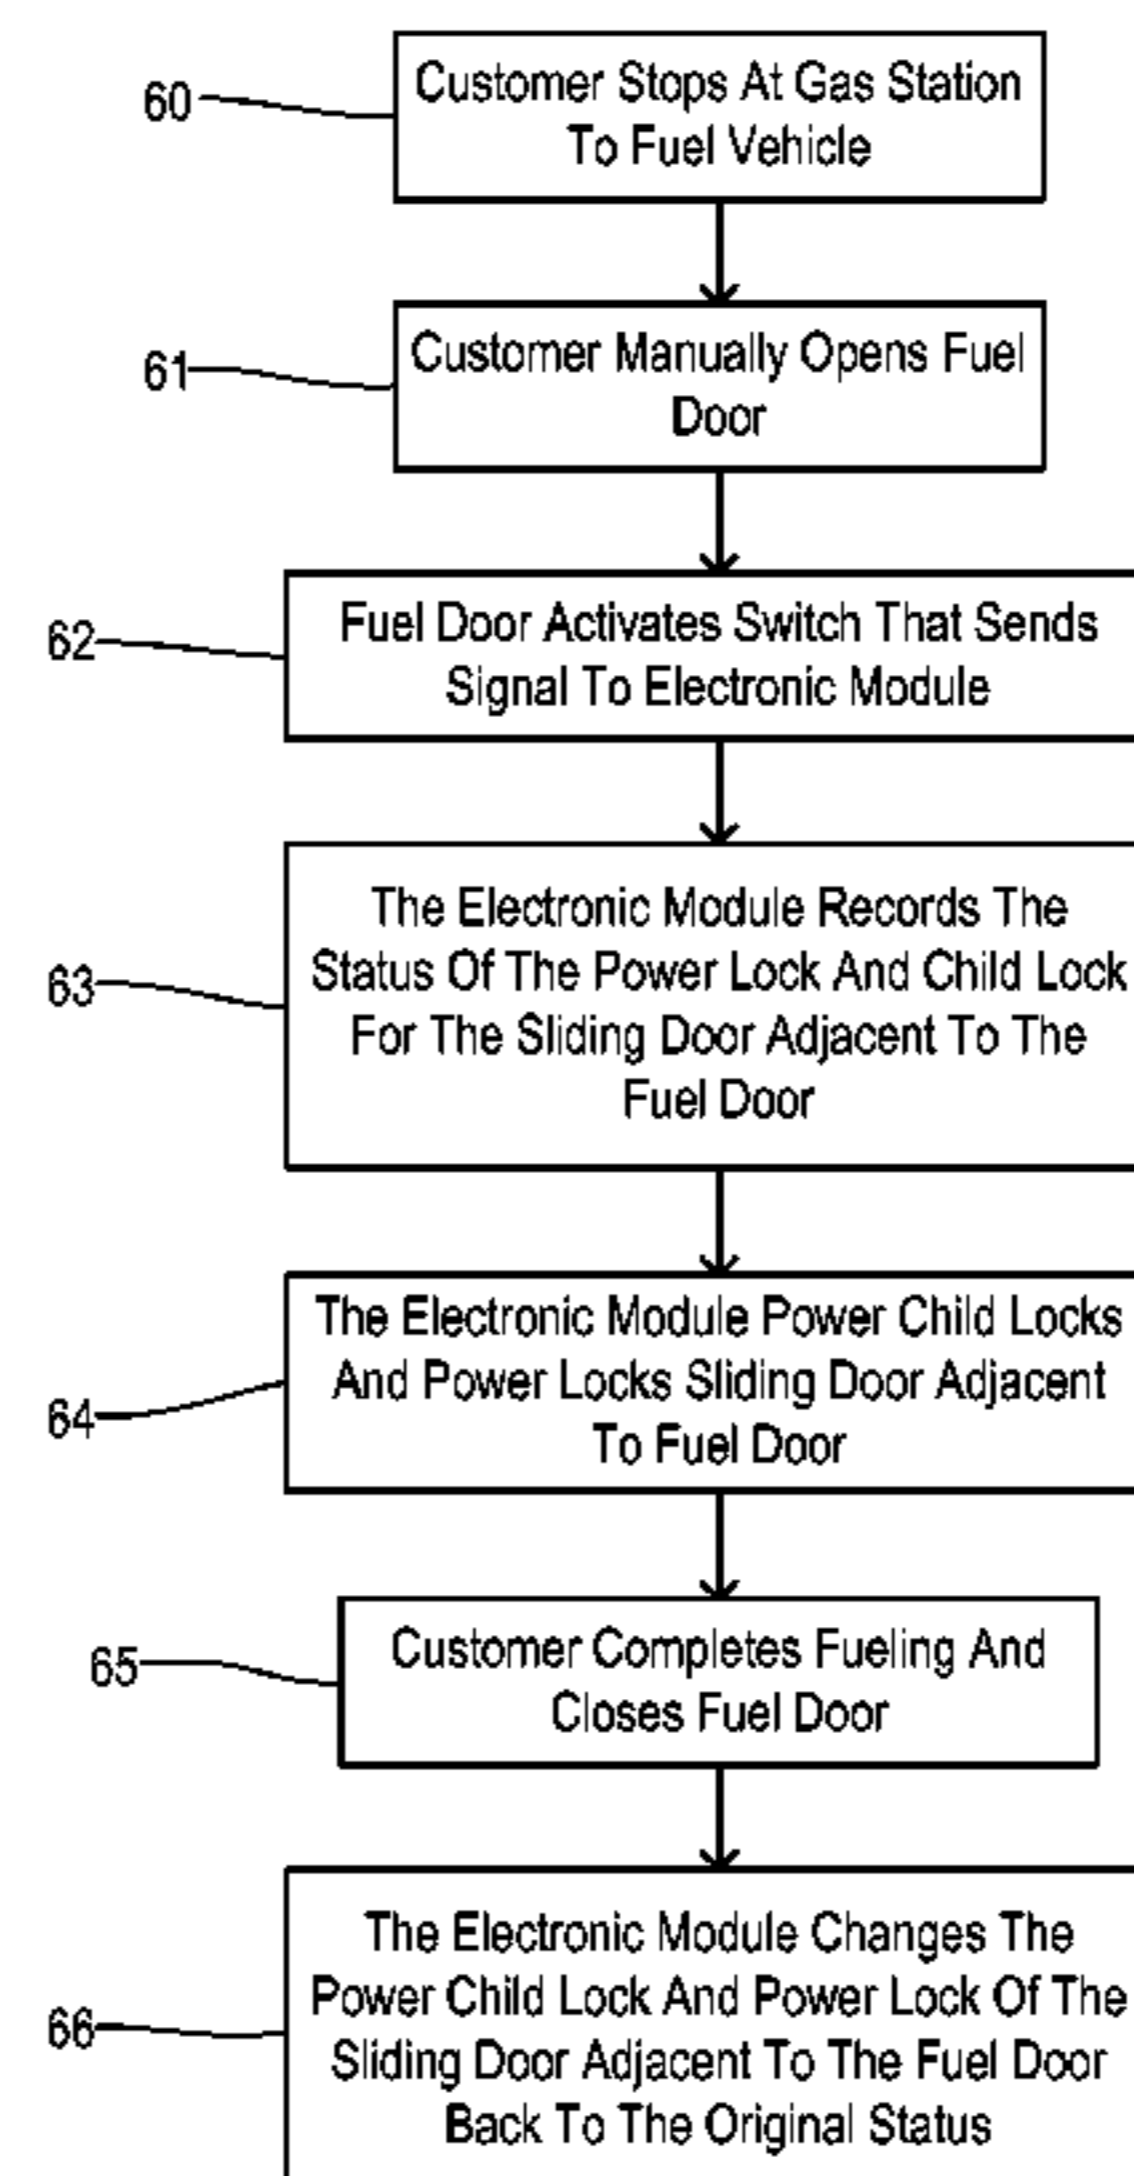 60
Customer Stops At Gas Station
To Fuel Vehicle
61
Customer Manually Opens Fuel
Door
62
Fuel Door Activates Switch That Sends
Signal To Electronic Module
63
The Electronic Module Records The
Status Of The Power Lock And Child Lock
For The Sliding Door Adjacent To The
Fuel Door
64
The Electronic Module Power Child Locks
And Power Locks Sliding Door Adjacent
To Fuel Door
65
Customer Completes Fueling And
Closes Fuel Door
66
The Electronic Module Changes The
Power Child Lock And Power Lock Of The
Sliding Door Adjacent To The Fuel Door
Back To The Original Status